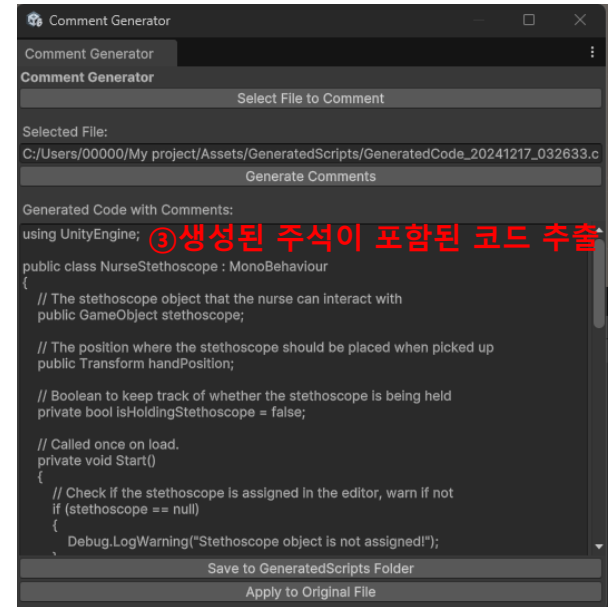 Comment Generator
Comment Generator
Comment Generator
Select File to Comment
Selected File:
C:/Users/00000/My project/Assets/GeneratedScripts/GeneratedCode_20241217_032633.c
Generate Comments
Generated Code with Comments:
using UnityEngine;
③생성된 주석이 포함된 코드 추출
public class NurseStethoscope : MonoBehaviour
{
// The stethoscope object that the nurse can interact with
public GameObject stethoscope;
// The position where the stethoscope should be placed when picked up
public Transform handPosition;
// Boolean to keep track of whether the stethoscope is being held
private bool isHoldingStethoscope = false;
// Called once on load.
private void Start()
{
// Check if the stethoscope is assigned in the editor, warn if not
if (stethoscope == null)
{
Debug.LogWarning("Stethoscope object is not assigned!");
Save to GeneratedScripts Folder
Apply to Original File